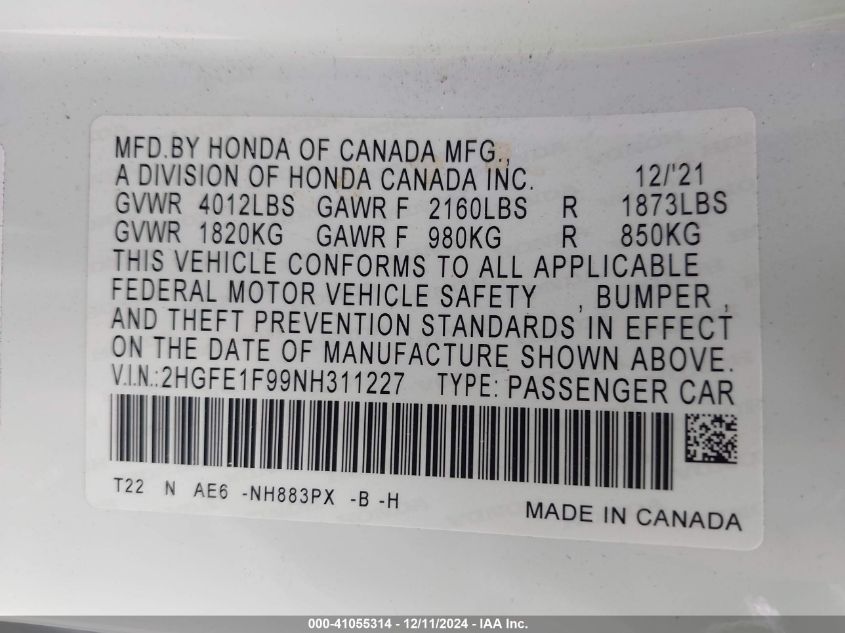 MFD.BY HONDA OF CANADA MFG.,
A DIVISION OF HONDA CANADA INC. 12/'21
GVWR 4012LBS GAWR F 2160LBS R 1873LBS
GVWR 1820KG GAWR F 980KG R 850KG
THIS VEHICLE CONFORMS TO ALL APPLICABLE
FEDERAL MOTOR VEHICLE SAFETY , BUMPER ,
AND THEFT PREVENTION STANDARDS IN EFFECT
ON THE DATE OF MANUFACTURE SHOWN ABOVE.
V.I.N.:2HGFE1F99NH311227 TYPE: PASSENGER CAR
T22 N AE6 -NH883PX -B -H
MADE IN CANADA
000-41055314 - 12/11/2024 - IAA Inc.